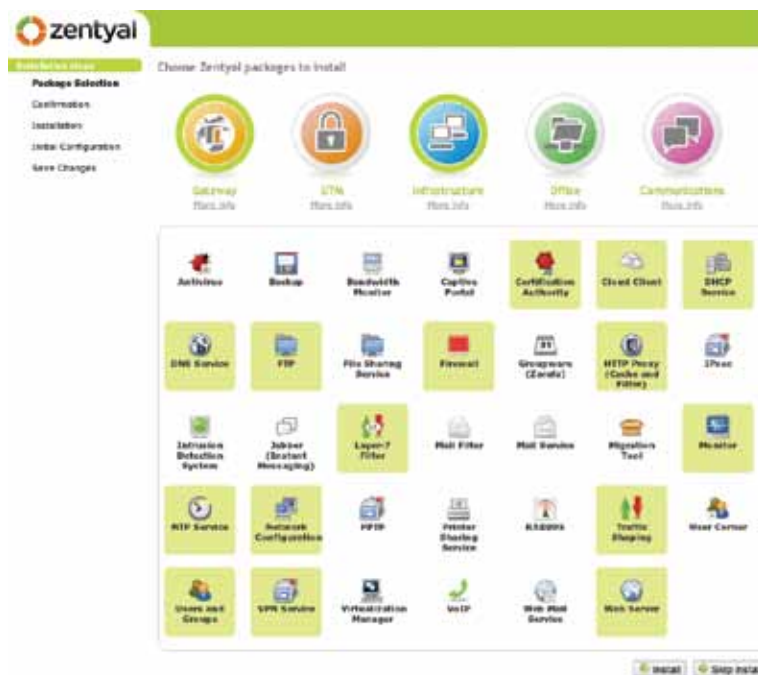 zentyal
Installation steps
Package Selection
Confirmation
Installation
Initial Configuration
Save Changes
Choose Zentyal packages to install
Gateway
More info
UTM
More info
Infrastructure
More info
Office
More info
Communications
More info
Antivirus
Backup
Bandwidth
Monitor
Captive
Portal
Certification
Authority
Cloud Client
DHCP
Service
DNS Service
FTP
File Sharing
Service
Firewall
Groupware
(Zarafa)
HTTP Proxy
(Cache and
Filter)
IPsec
Intrusion
Detection
System
Jabber
(Instant
Messaging)
Layer-7
Filter
Mail Filter
Mail Service
Migration
Tool
Monitor
NTP Service
Network
Configuration
PPTP
Printer
Sharing
Service
RADIUS
Traffic
Shaping
User Corner
Users and
Groups
VPN Service
Virtualization
Manager
VoIP
Web Mail
Service
Web Server
Install
Skip insta